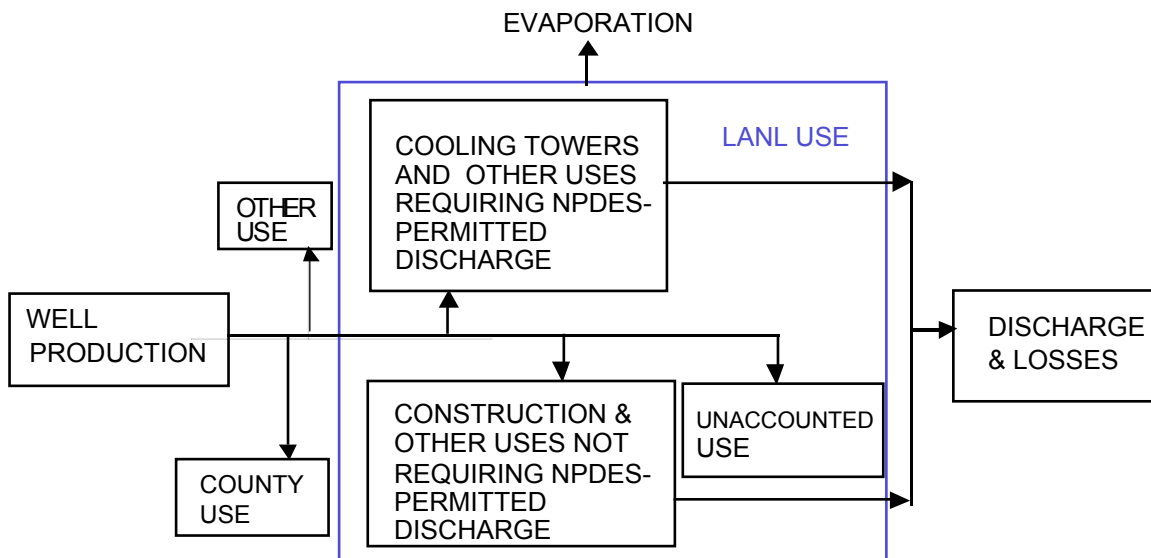 EVAPORATION
LANL USE
COOLING TOWERS
AND OTHER USES
REQUIRING NPDES-
PERMITTED
DISCHARGE
OTHER
USE
WELL
PRODUCTION
DISCHARGE
& LOSSES
CONSTRUCTION &
OTHER USES NOT
REQUIRING NPDES-
PERMITTED
DISCHARGE
UNACCOUNTED
USE
COUNTY
USE